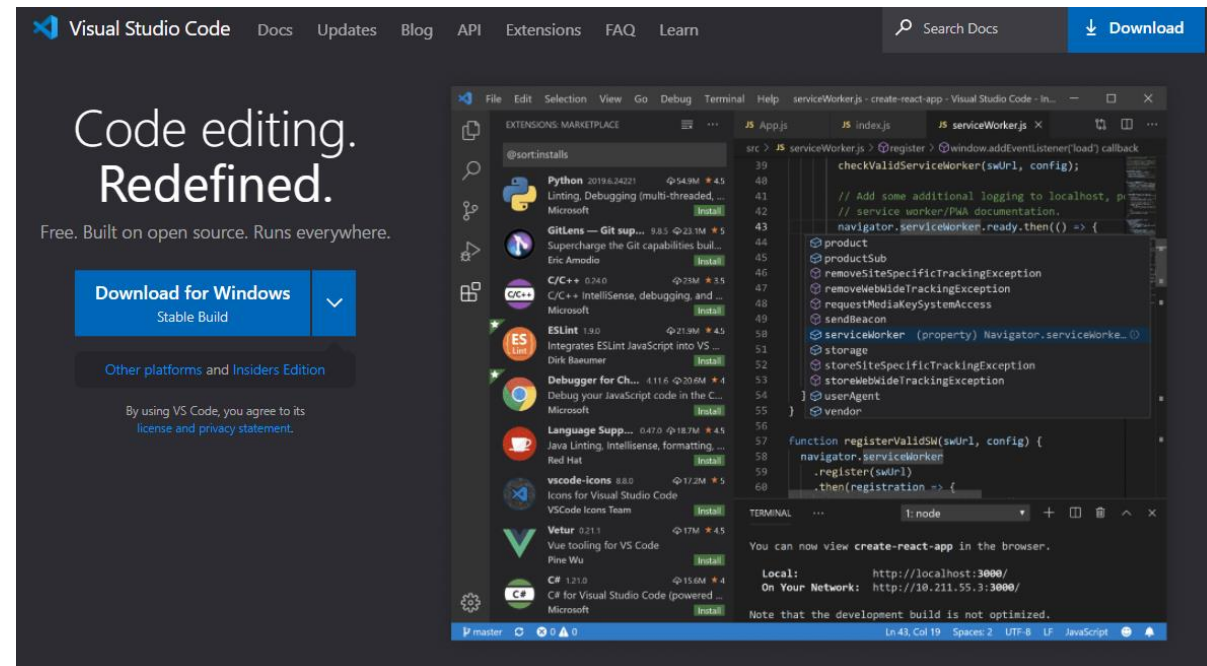 Visual Studio Code Docs Updates Blog API Extensions FAQ Learn Search Docs Download
Code editing.
Redefined.
Free. Built on open source. Runs everywhere.
Download for Windows
Stable Build
Other platforms and Insiders Edition
By using VS Code, you agree to its
license and privacy statement.
File Edit Selection View Go Debug Terminal Help serviceWorker.js - create-react-app - Visual Studio Code - In...
EXTENSIONS: MARKETPLACE
@sort:installs
Python 2019.6.24221 54.9M ★ 4.5
Linting, Debugging (multi-threaded, ...
Microsoft Install
GitLens — Git sup... 9.8.5 23.1M ★ 5
Supercharge the Git capabilities buil...
Eric Amodio Install
C/C++ 0.24.0 23M ★ 3.5
C/C++ IntelliSense, debugging, and ...
Microsoft Install
ESLint 1.9.0 21.9M ★ 4.5
Integrates ESLint JavaScript into VS ...
Dirk Baeumer Install
Debugger for Ch... 4.11.6 20.6M ★ 4
Debug your JavaScript code in the C...
Microsoft Install
Language Supp... 0.47.0 18.7M ★ 4.5
Java Linting, Intellisense, formatting, ...
Red Hat Install
vscode-icons 8.8.0 17.2M ★ 5
Icons for Visual Studio Code
VSCode Icons Team Install
Vetur 0.21.1 17M ★ 4.5
Vue tooling for VS Code
Pine Wu Install
C# 1.21.0 15.6M ★ 4
C# for Visual Studio Code (powered ...
Microsoft Install
C/C++
ES
Lint
C#
JS App.js JS index.js JS serviceWorker.js
src > JS serviceWorker.js > register > window.addEventListener('load') callback
39 checkValidServiceWorker(swUrl, config);
40
41 // Add some additional logging to localhost, p
42 // service worker/PWA documentation.
43 navigator.serviceWorker.ready.then(() => {
44 product
45 productSub
46 removeSiteSpecificTrackingException
47 removeWebWideTrackingException
48 requestMediaKeySystemAccess
49 sendBeacon
50 serviceWorker (property) Navigator.serviceWorke...
51 storage
52 storeSiteSpecificTrackingException
53 storeWebWideTrackingException
54 } userAgent
55 } vendor
56
57 function registerValidSW(swUrl, config) {
58 navigator.serviceWorker
59 .register(swUrl)
60 .then(registration => {
TERMINAL ... 1: node
You can now view create-react-app in the browser.
Local: http://localhost:3000/
On Your Network: http://10.211.55.3:3000/
Note that the development build is not optimized.
master 0 0 Ln 43, Col 19 Spaces: 2 UTF-8 LF JavaScript